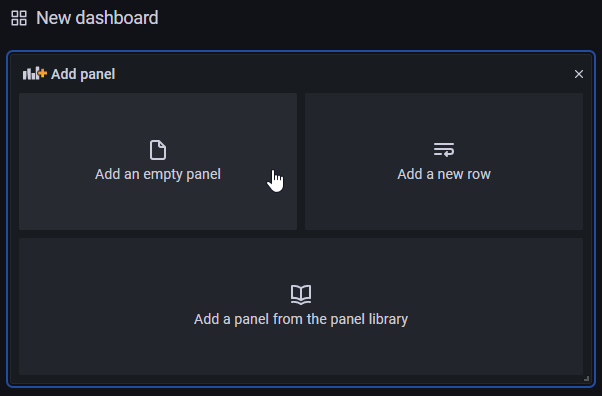 New dashboard
Add panel
Add an empty panel
Add a new row
Add a panel from the panel library